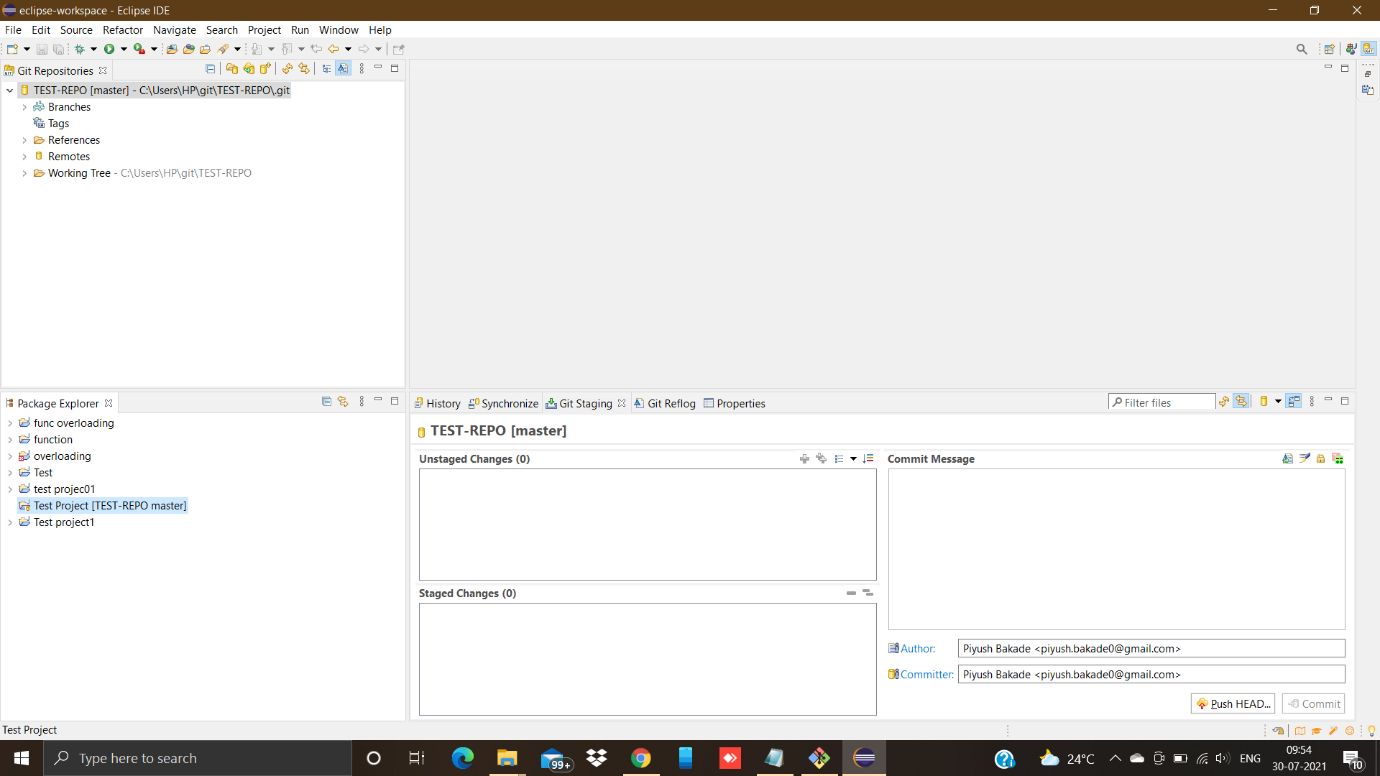 eclipse-workspace - Eclipse IDE
File Edit Source Refactor Navigate Search Project Run Window Help
Git Repositories
TEST-REPO [master] - C:\Users\HP\git\TEST-REPO\.git
Branches
Tags
References
Remotes
Working Tree - C:\Users\HP\git\TEST-REPO
Package Explorer
func overloading
function
overloading
Test
test projec01
Test Project [TEST-REPO master]
Test project1
History Synchronize Git Staging Git Reflog Properties Filter files
TEST-REPO [master]
Unstaged Changes (0)
Staged Changes (0)
Commit Message
Author: Piyush Bakade <piyush.bakade0@gmail.com>
Committer: Piyush Bakade <piyush.bakade0@gmail.com>
Push HEAD... Commit
Test Project
Type here to search
99+
24°C
ENG
09:54
30-07-2021
10